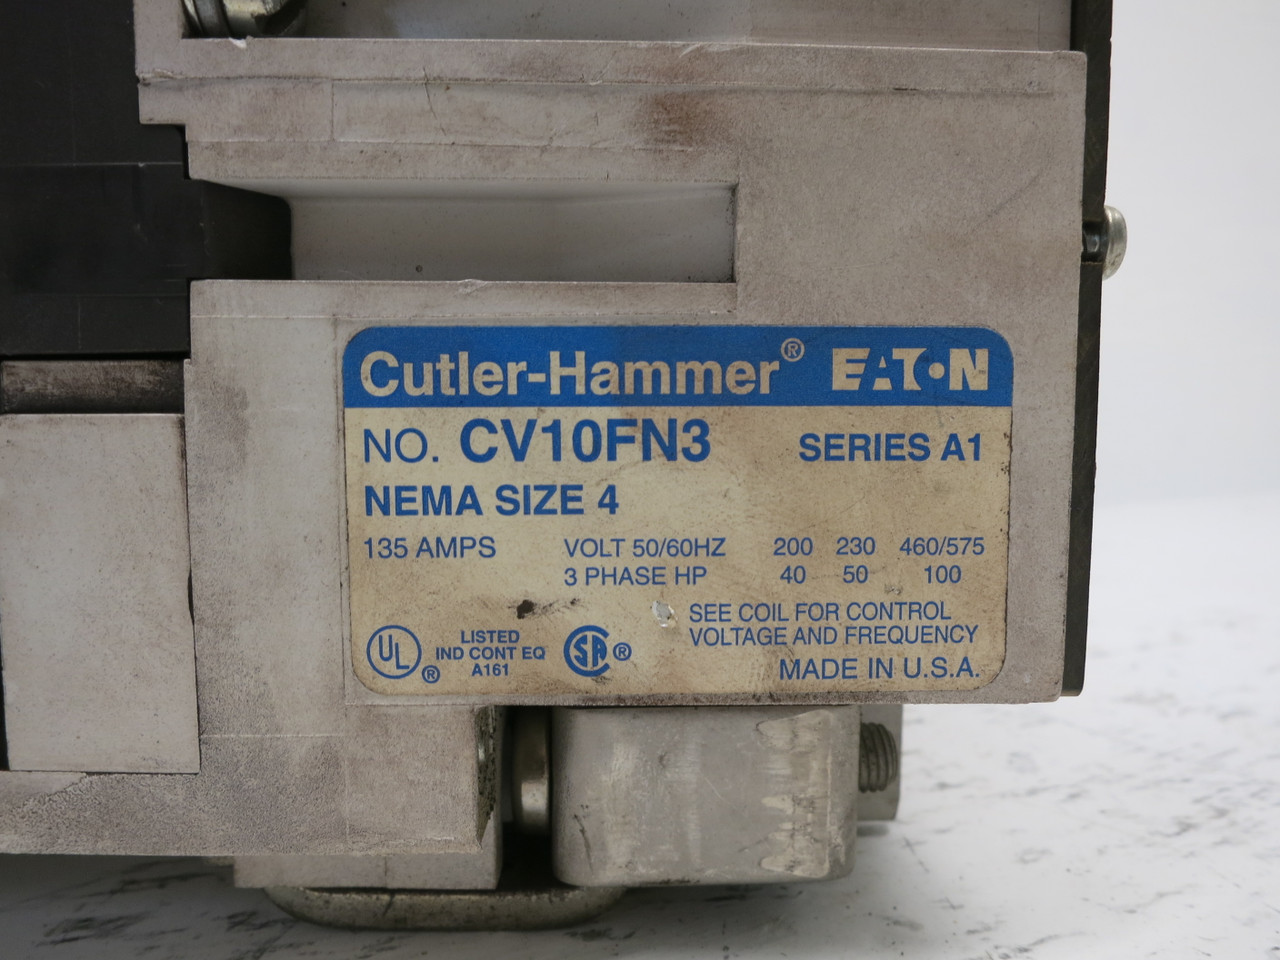 Cutler-Hammer® EATON
NO. CV10FN3 SERIES A1
NEMA SIZE 4
135 AMPS VOLT 50/60HZ 200 230 460/575
3 PHASE HP 40 50 100
SEE COIL FOR CONTROL
VOLTAGE AND FREQUENCY
UL® LISTED
IND CONT EQ
A161
SA®
MADE IN U.S.A.